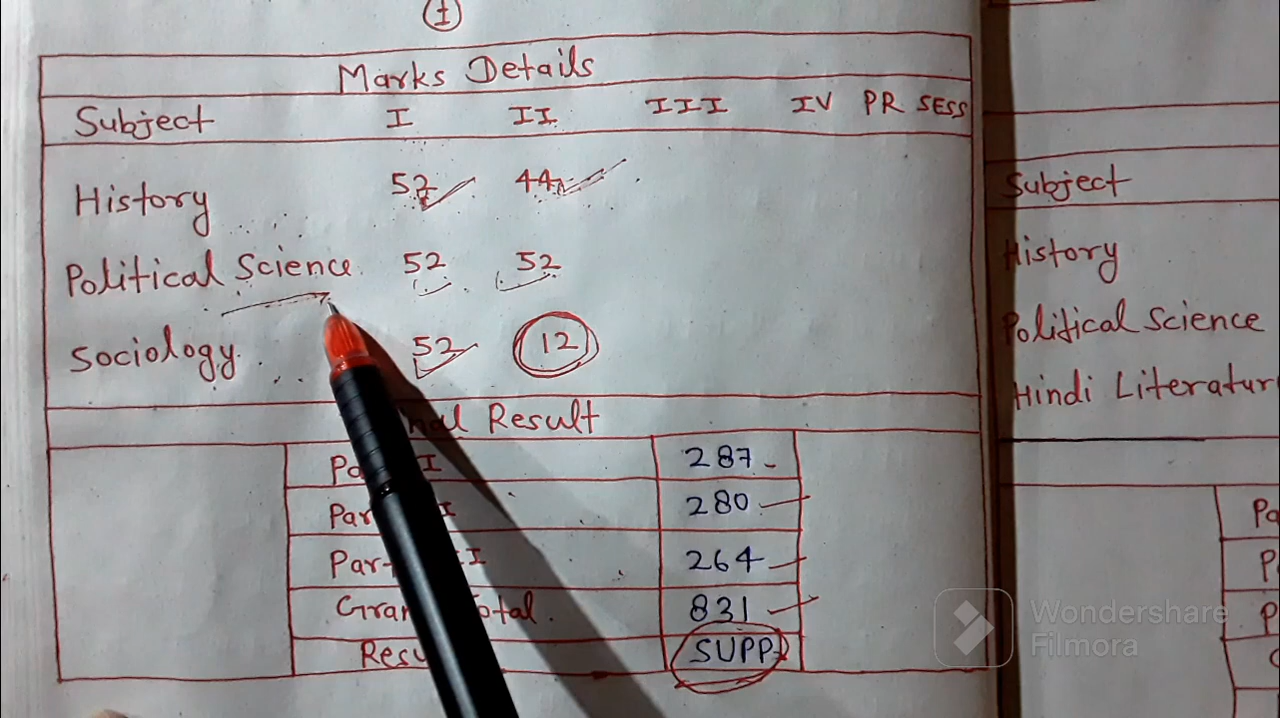 1
Marks Details
Subject I II III IV PR SESS
History 52 44
Political Science 52 52
Sociology 52 12
Result
287
280
264
831
SUPP
Subject
History
Political Science
Wondershare
Filmora